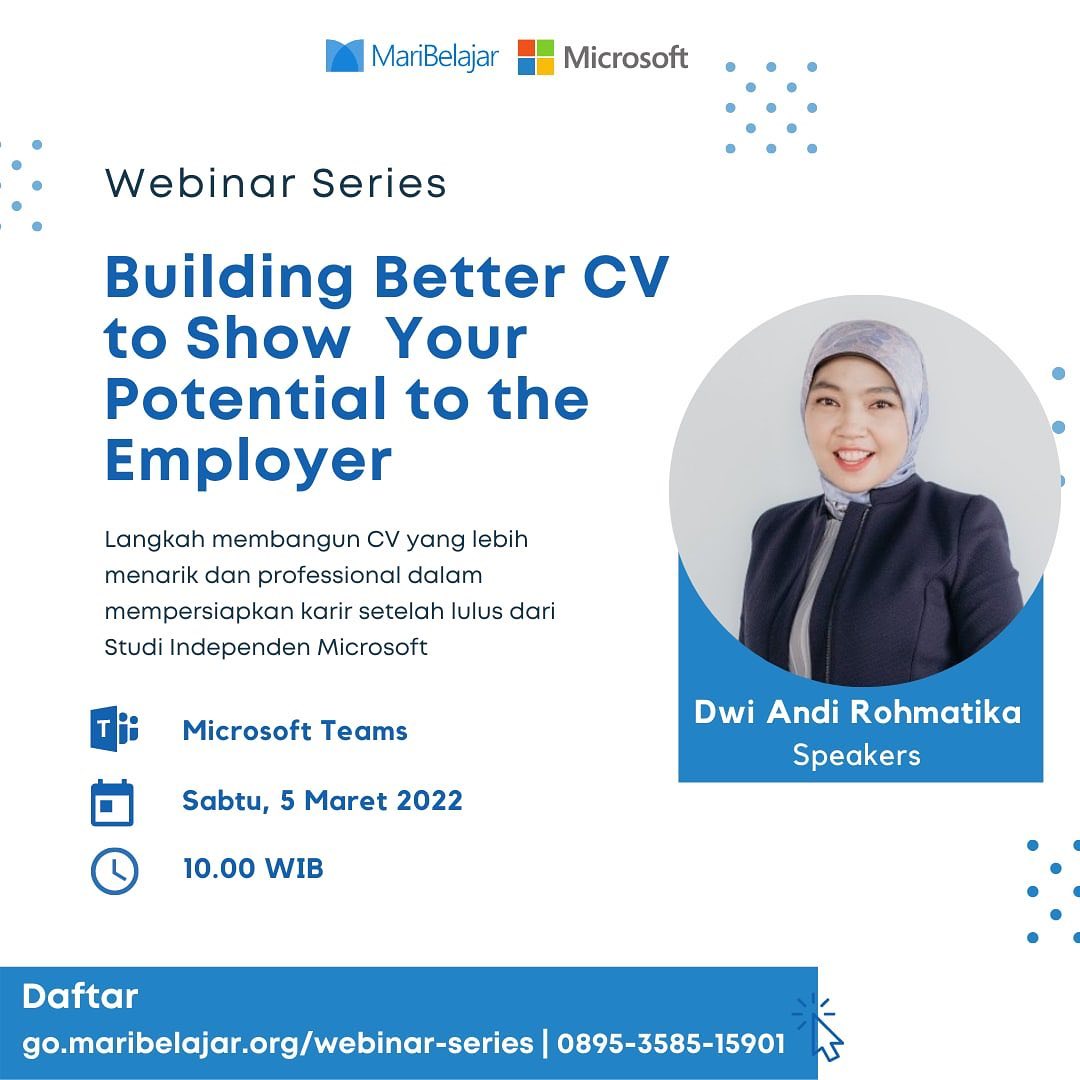 MariBelajar Microsoft
Webinar Series
Building Better CV
to Show Your
Potential to the
Employer
Langkah membangun CV yang lebih
menarik dan professional dalam
mempersiapkan karir setelah lulus dari
Studi Independen Microsoft
T
Microsoft Teams
Sabtu, 5 Maret 2022
10.00 WIB
Dwi Andi Rohmatika
Speakers
Daftar
go.maribelajar.org/webinar-series | 0895-3585-15901